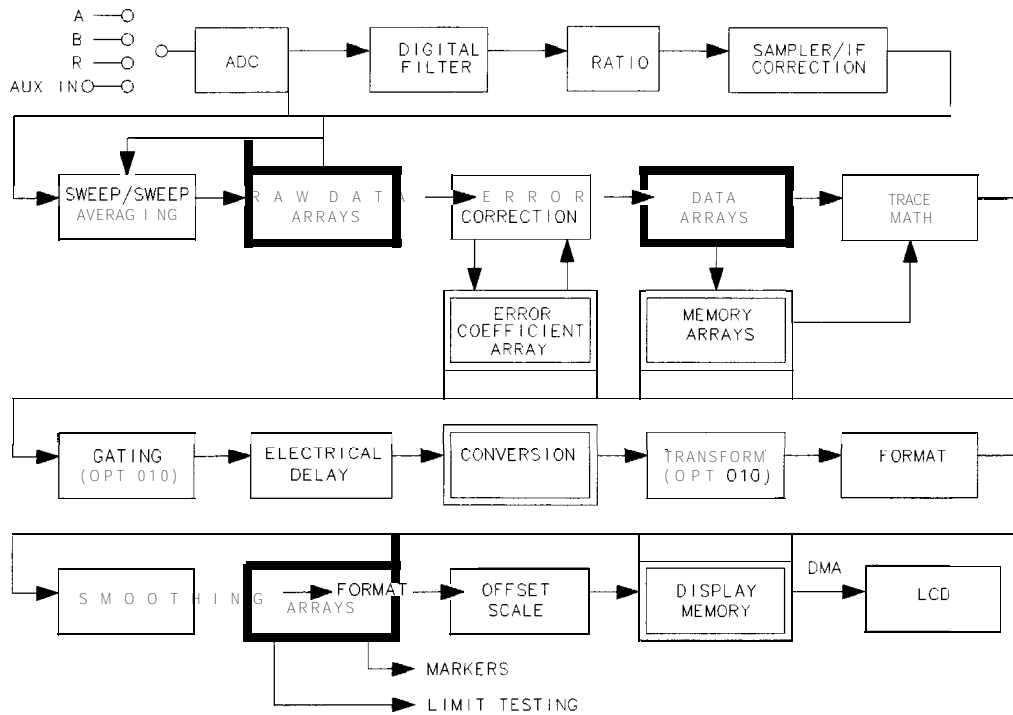 A
B
R
AUX IN
ADC
DIGITAL
FILTER
RATIO
SAMPLER/IF
CORRECTION
SWEEP/SWEEP
AVERAGING
RAW DATA
ARRAYS
ERROR
CORRECTION
DATA
ARRAYS
TRACE
MATH
ERROR
COEFFICIENT
ARRAY
MEMORY
ARRAYS
GATING
(OPT 010)
ELECTRICAL
DELAY
CONVERSION
TRANSFORM
(OPT 010)
FORMAT
SMOOTHING
FORMAT
ARRAYS
OFFSET
SCALE
DISPLAY
MEMORY
DMA
LCD
MARKERS
LIMIT TESTING